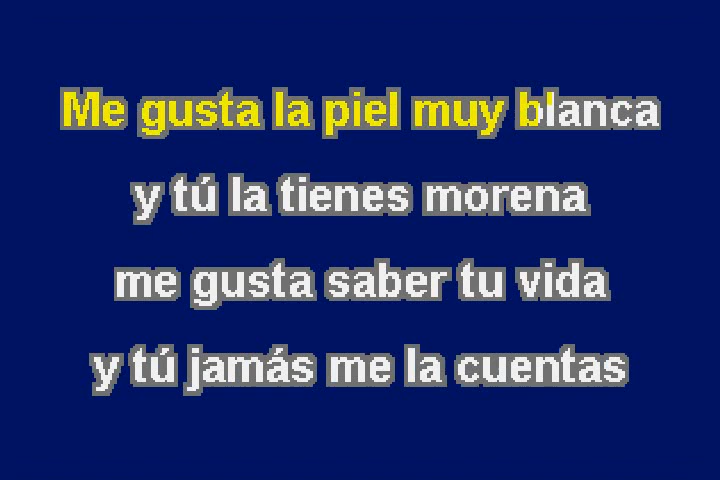 Me gusta la piel muy blanca
y tú la tienes morena
me gusta saber tu vida
y tú jamás me la cuentas